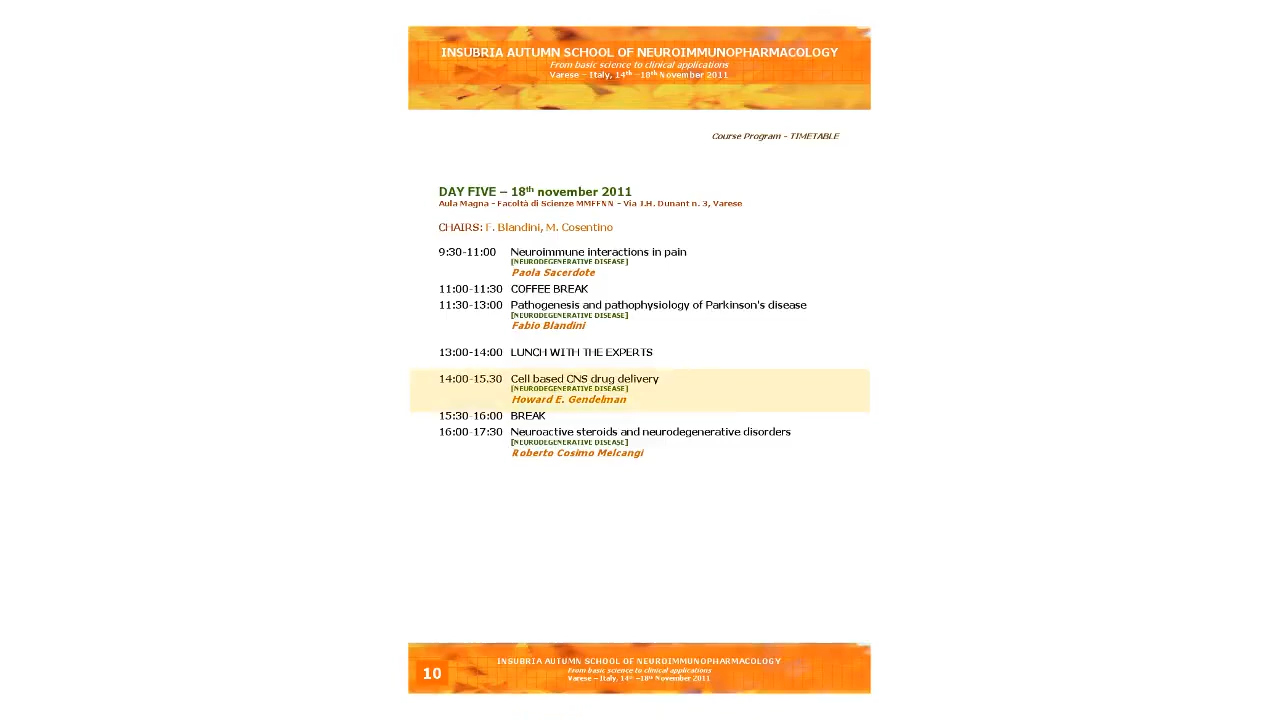 INSUBRIA AUTUMN SCHOOL OF NEUROIMMUNOPHARMACOLOGY
From basic science to clinical applications
Varese – Italy, 14th –18th November 2011
Course Program - TIMETABLE
DAY FIVE – 18th november 2011
Aula Magna - Facoltà di Scienze MMFFNN - Via J.H. Dunant n. 3, Varese
CHAIRS: F. Blandini, M. Cosentino
9:30-11:00 Neuroimmune interactions in pain
[NEURODEGENERATIVE DISEASE]
Paola Sacerdote
11:00-11:30 COFFEE BREAK
11:30-13:00 Pathogenesis and pathophysiology of Parkinson's disease
[NEURODEGENERATIVE DISEASE]
Fabio Blandini
13:00-14:00 LUNCH WITH THE EXPERTS
14:00-15.30 Cell based CNS drug delivery
[NEURODEGENERATIVE DISEASE]
Howard E. Gendelman
15:30-16:00 BREAK
16:00-17:30 Neuroactive steroids and neurodegenerative disorders
[NEURODEGENERATIVE DISEASE]
Roberto Cosimo Melcangi
10
INSUBRIA AUTUMN SCHOOL OF NEUROIMMUNOPHARMACOLOGY
From basic science to clinical applications
Varese – Italy, 14th –18th November 2011